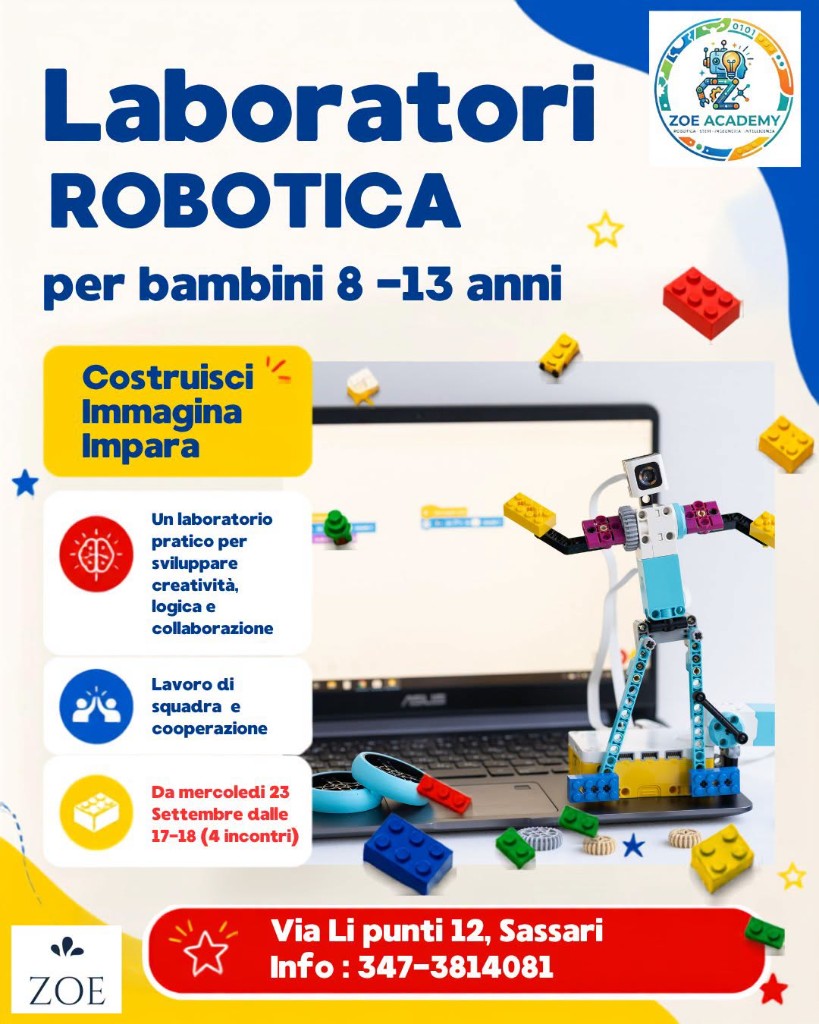 Laboratori
ROBOTICA
per bambini 8 -13 anni
0101
ZOE ACADEMY
Costruisci
Immagina
Impara
Un laboratorio
pratico per
sviluppare
creatività,
logica e
collaborazione
Lavoro di
squadra e
cooperazione
Da mercoledi 23
Settembre dalle
17-18 (4 incontri)
ASUS
Via Li punti 12, Sassari
Info : 347-3814081
ZOE